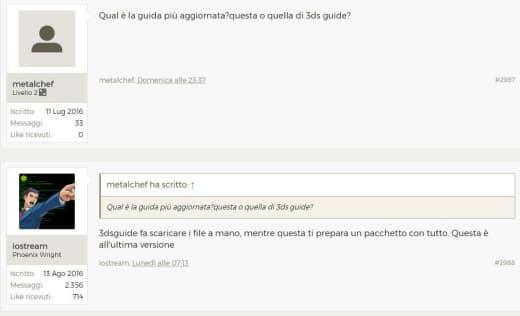 Qual è la guida più aggiornata?questa o quella di 3ds guide?
metalchef
Livello 2
metalchef, Domenica alle 23:37
#2987
Iscritto: 11 Lug 2016
Messaggi: 33
Like ricevuti: 0
metalchef ha scritto: ↑
Qual è la guida più aggiornata?questa o quella di 3ds guide?
3dsguide fa scaricare i file a mano, mentre questa ti prepara un pacchetto con tutto. Questa è
all'ultima versione
iostream
Phoenix Wright
iostream, Lunedì alle 07:13
#2988
Iscritto: 13 Ago 2016
Messaggi: 2.356
Like ricevuti: 714